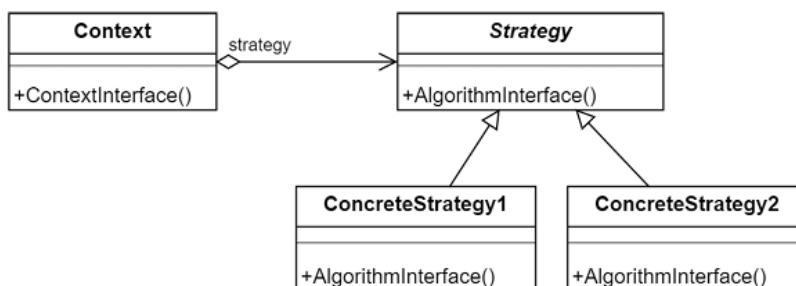 Context
strategy
Strategy
+ContextInterface()
+AlgorithmInterface()
ConcreteStrategy1
ConcreteStrategy2
+AlgorithmInterface()
+AlgorithmInterface()